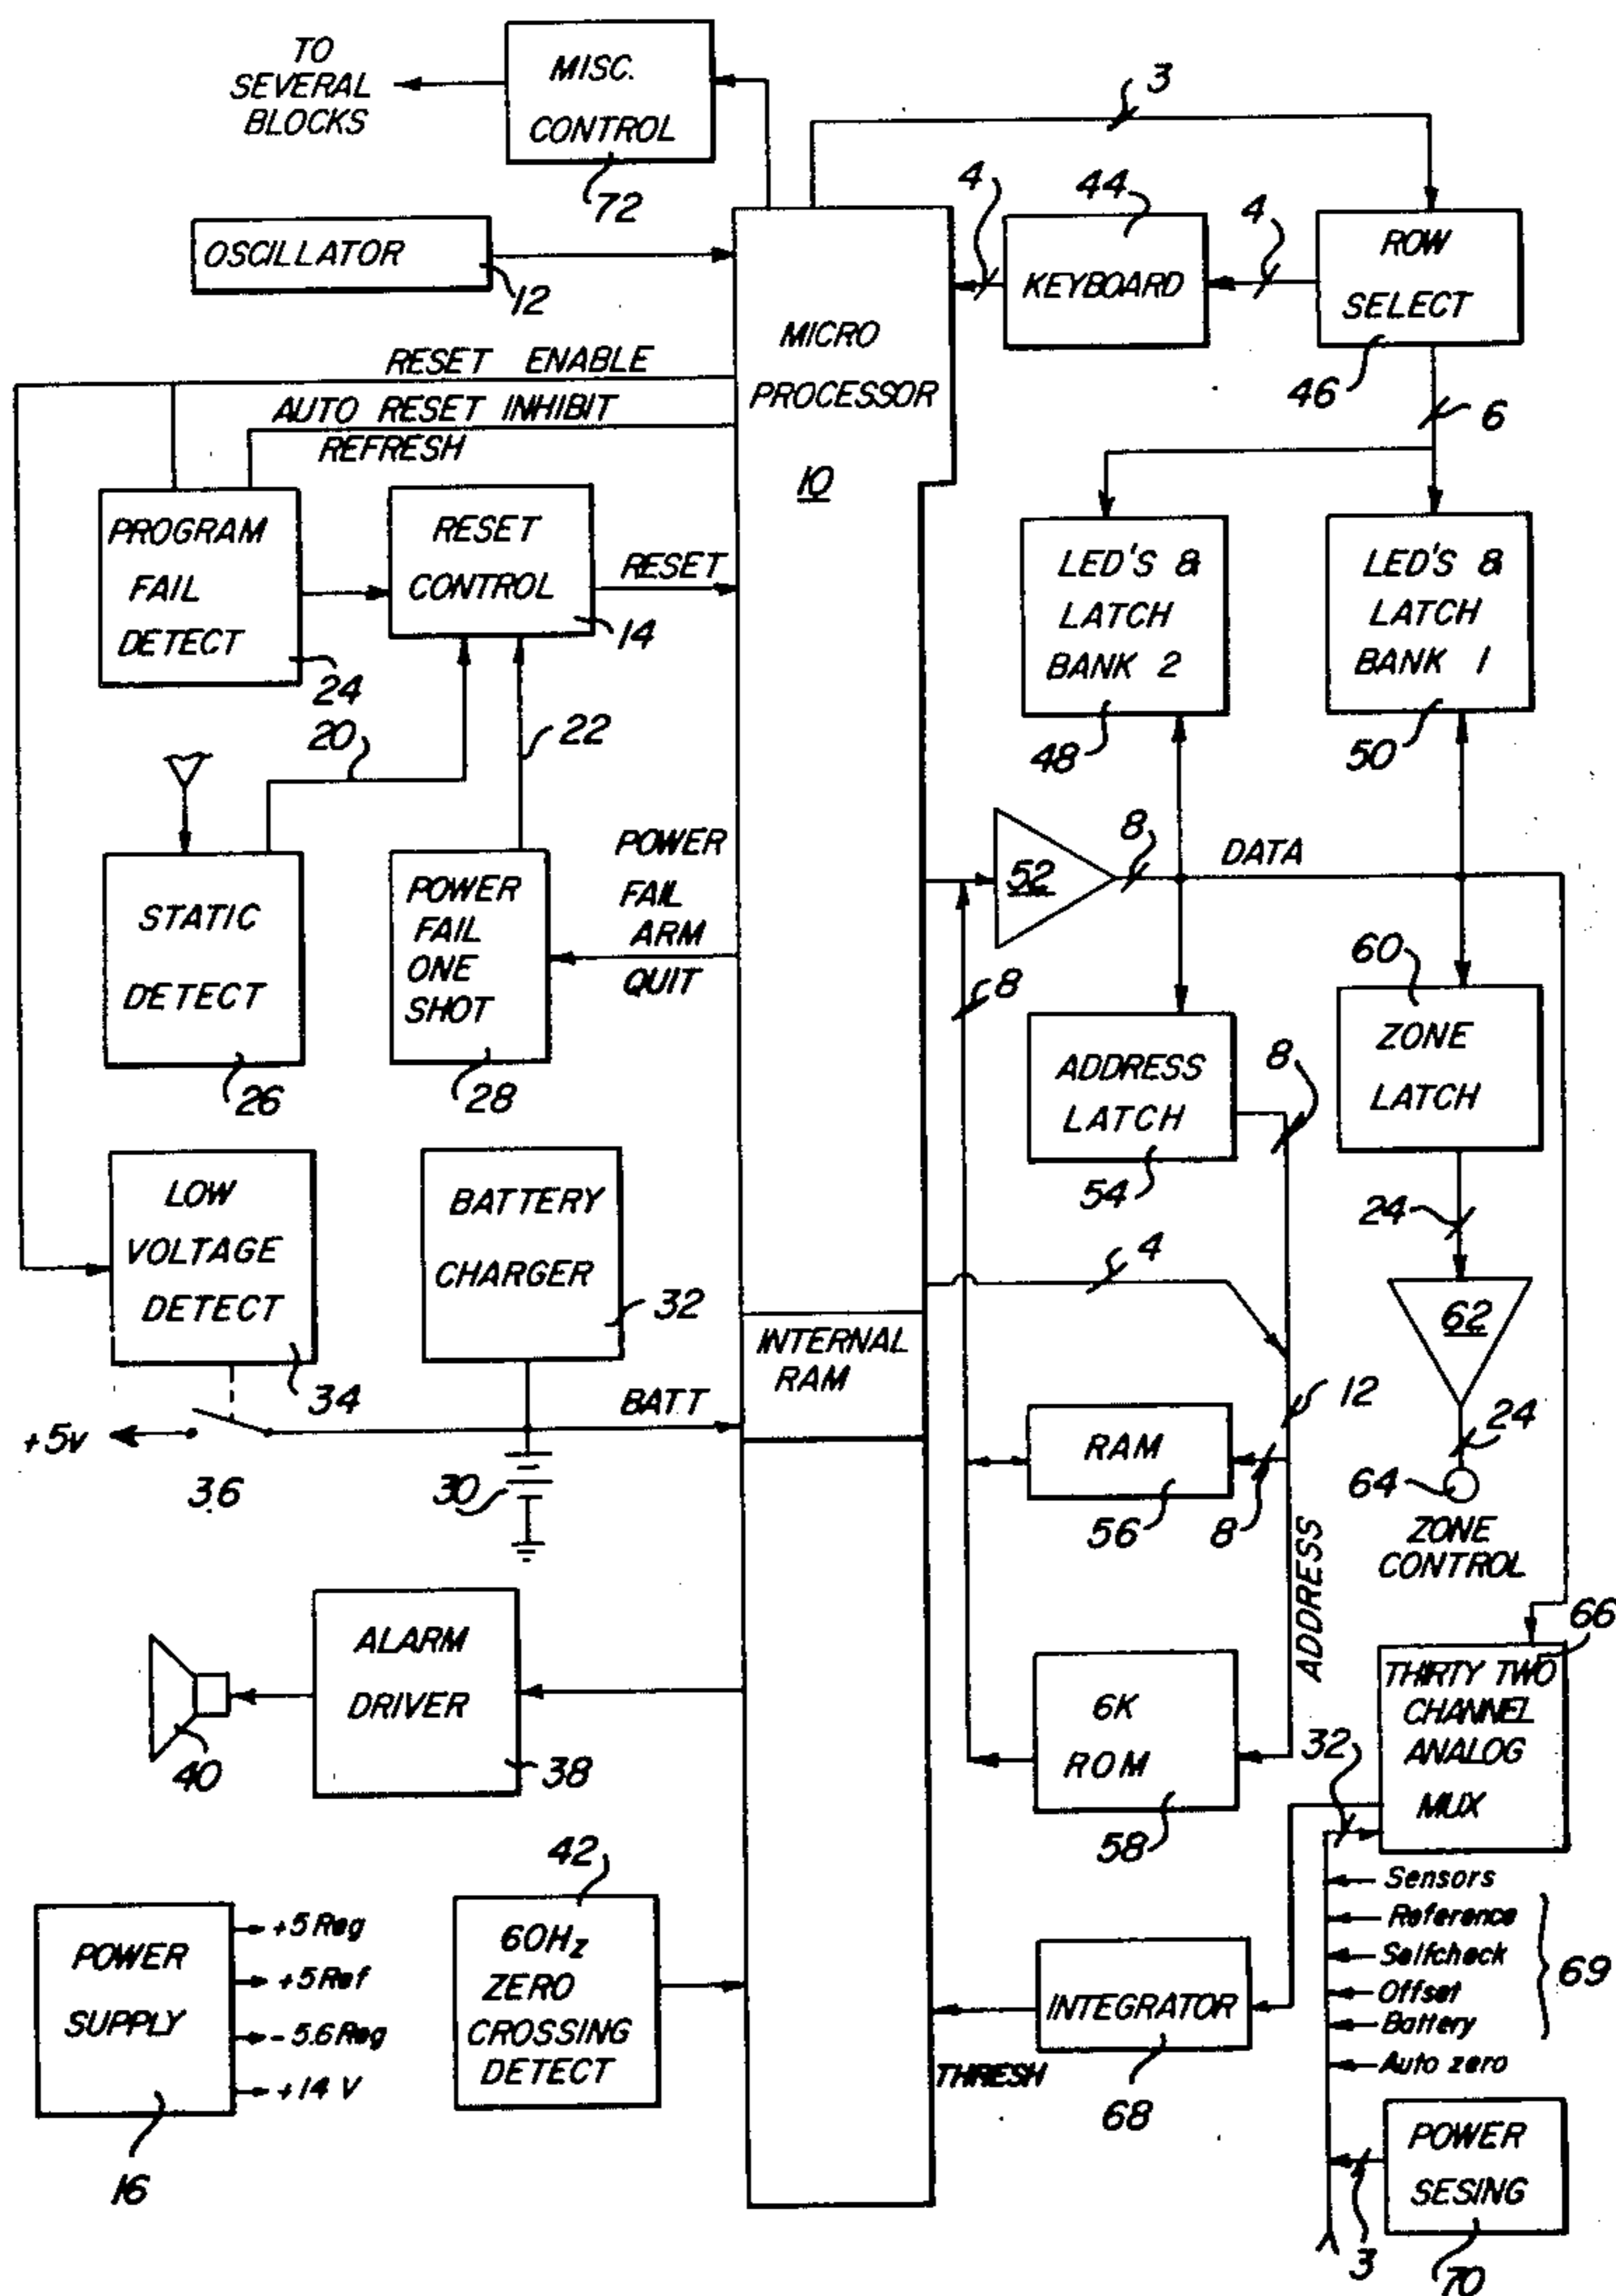 TO
SEVERAL
BLOCKS
MISC.
CONTROL
72
3
OSCILLATOR
12
4
44
KEYBOARD
4
ROW
SELECT
46
6
MICRO
PROCESSOR
10
RESET ENABLE
AUTO RESET INHIBIT
REFRESH
PROGRAM
FAIL
DETECT
24
RESET
CONTROL
14
RESET
LED'S &
LATCH
BANK 2
48
LED'S &
LATCH
BANK 1
50
20
22
STATIC
DETECT
26
POWER
FAIL
ONE
SHOT
28
POWER
FAIL
ARM
QUIT
52
8
DATA
8
60
ZONE
LATCH
ADDRESS
LATCH
54
8
24
62
24
64
ZONE
CONTROL
LOW
VOLTAGE
DETECT
34
BATTERY
CHARGER
32
4
INTERNAL
RAM
12
+5v
36
BATT
30
RAM
56
8
ADDRESS
ALARM
DRIVER
38
40
6K
ROM
58
66
THIRTY TWO
CHANNEL
ANALOG
MUX
32
42
60Hz
ZERO
CROSSING
DETECT
POWER
SUPPLY
16
+5 Reg
+5 Ref
- 5.6 Reg
+14 V
INTEGRATOR
68
THRESH
Sensors
Reference
Selfcheck
Offset
Battery
69
Auto zero
POWER
SESING
70
3